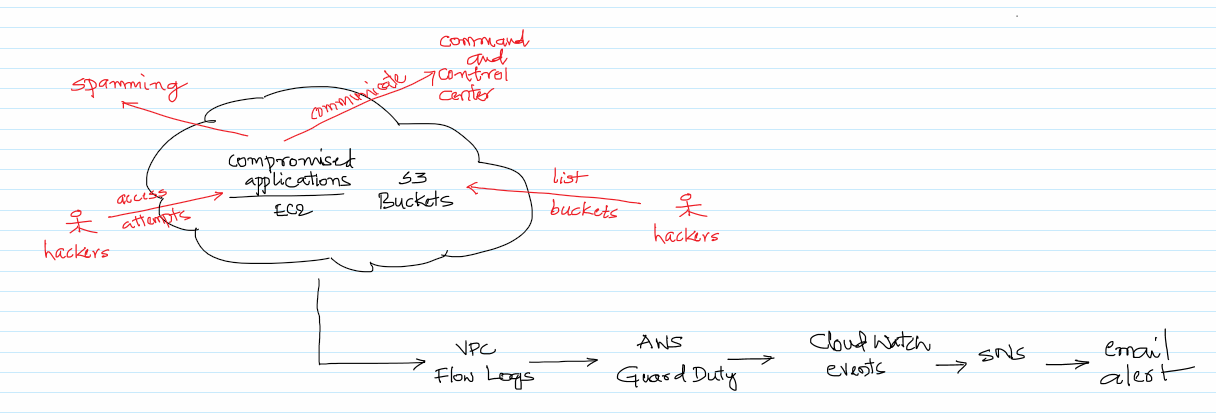 command
and
control
center
spamming
communicate
compromised
applications
EC2
S3
Buckets
access
attempts
hackers
list
buckets
hackers
VPC
Flow Logs
AWS
Guard Duty
Cloud Watch
events
SNS
email
alert